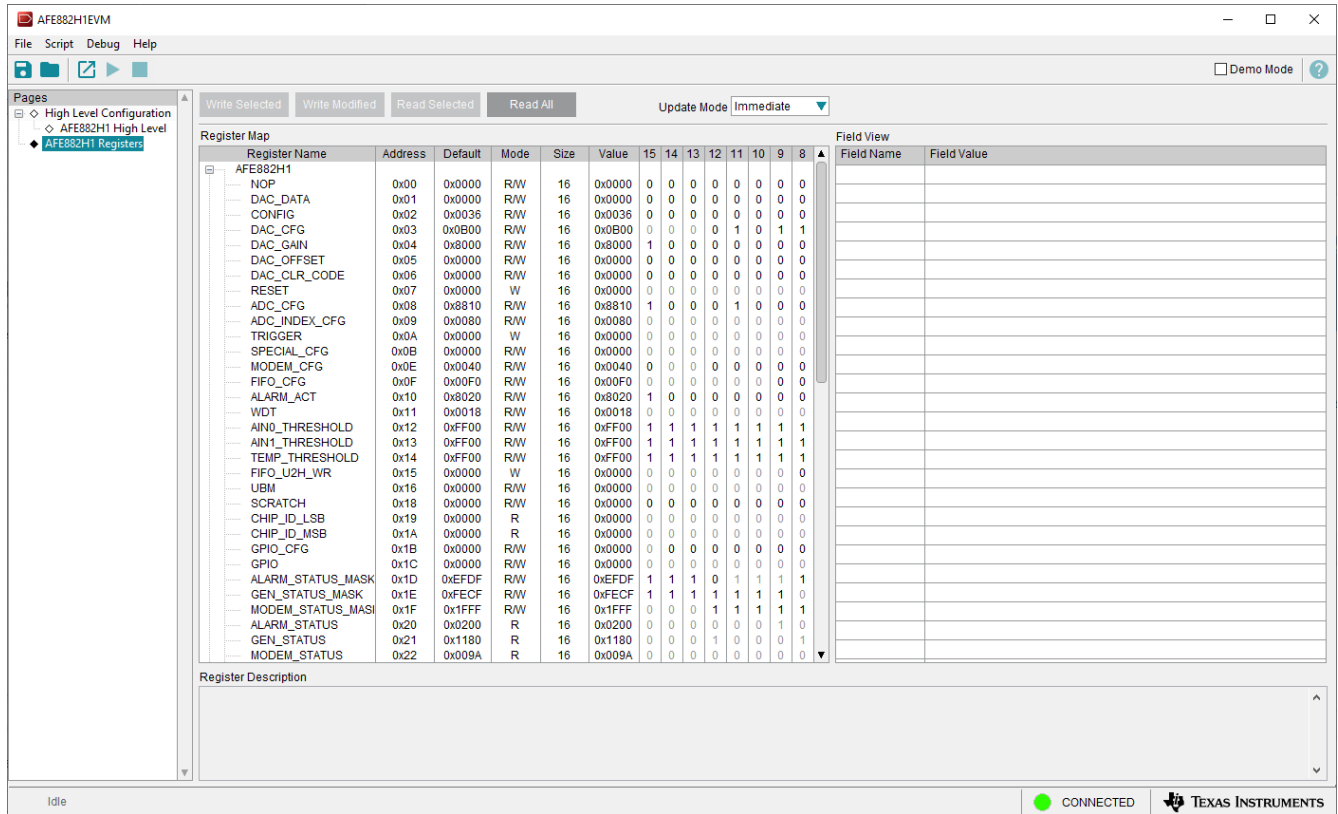 AFE882H1EVM
File Script Debug Help
Demo Mode
Pages
High Level Configuration
AFE882H1 High Level
AFE882H1 Registers
Write Selected Write Modified Read Selected Read All Update Mode Immediate
Register Map
Register Name Address Default Mode Size Value 15 14 13 12 11 10 9 8
AFE882H1
NOP 0x00 0x0000 R/W 16 0x0000 0 0 0 0 0 0 0 0
DAC_DATA 0x01 0x0000 R/W 16 0x0000 0 0 0 0 0 0 0 0
CONFIG 0x02 0x0036 R/W 16 0x0036 0 0 0 0 0 0 0 0
DAC_CFG 0x03 0x0B00 R/W 16 0x0B00 0 0 0 0 1 0 1 1
DAC_GAIN 0x04 0x8000 R/W 16 0x8000 1 0 0 0 0 0 0 0
DAC_OFFSET 0x05 0x0000 R/W 16 0x0000 0 0 0 0 0 0 0 0
DAC_CLR_CODE 0x06 0x0000 R/W 16 0x0000 0 0 0 0 0 0 0 0
RESET 0x07 0x0000 W 16 0x0000 0 0 0 0 0 0 0 0
ADC_CFG 0x08 0x8810 R/W 16 0x8810 1 0 0 0 1 0 0 0
ADC_INDEX_CFG 0x09 0x0080 R/W 16 0x0080 0 0 0 0 0 0 0 0
TRIGGER 0x0A 0x0000 W 16 0x0000 0 0 0 0 0 0 0 0
SPECIAL_CFG 0x0B 0x0000 R/W 16 0x0000 0 0 0 0 0 0 0 0
MODEM_CFG 0x0E 0x0040 R/W 16 0x0040 0 0 0 0 0 0 0 0
FIFO_CFG 0x0F 0x00F0 R/W 16 0x00F0 0 0 0 0 0 0 0 0
ALARM_ACT 0x10 0x8020 R/W 16 0x8020 1 0 0 0 0 0 0 0
WDT 0x11 0x0018 R/W 16 0x0018 0 0 0 0 0 0 0 0
AIN0_THRESHOLD 0x12 0xFF00 R/W 16 0xFF00 1 1 1 1 1 1 1 1
AIN1_THRESHOLD 0x13 0xFF00 R/W 16 0xFF00 1 1 1 1 1 1 1 1
TEMP_THRESHOLD 0x14 0xFF00 R/W 16 0xFF00 1 1 1 1 1 1 1 1
FIFO_U2H_WR 0x15 0x0000 W 16 0x0000 0 0 0 0 0 0 0 0
UBM 0x16 0x0000 R/W 16 0x0000 0 0 0 0 0 0 0 0
SCRATCH 0x18 0x0000 R/W 16 0x0000 0 0 0 0 0 0 0 0
CHIP_ID_LSB 0x19 0x0000 R 16 0x0000 0 0 0 0 0 0 0 0
CHIP_ID_MSB 0x1A 0x0000 R 16 0x0000 0 0 0 0 0 0 0 0
GPIO_CFG 0x1B 0x0000 R/W 16 0x0000 0 0 0 0 0 0 0 0
GPIO 0x1C 0x0000 R/W 16 0x0000 0 0 0 0 0 0 0 0
ALARM_STATUS_MASK 0x1D 0xEFDF R/W 16 0xEFDF 1 1 1 0 1 1 1 1
GEN_STATUS_MASK 0x1E 0xFECF R/W 16 0xFECF 1 1 1 1 1 1 1 0
MODEM_STATUS_MAS 0x1F 0x1FFF R/W 16 0x1FFF 0 0 0 1 1 1 1 1
ALARM_STATUS 0x20 0x0200 R 16 0x0200 0 0 0 0 0 0 1 0
GEN_STATUS 0x21 0x1180 R 16 0x1180 0 0 0 1 0 0 0 1
MODEM_STATUS 0x22 0x009A R 16 0x009A 0 0 0 0 0 0 0 0
Field View
Field Name Field Value
Register Description
Idle
CONNECTED
TEXAS INSTRUMENTS